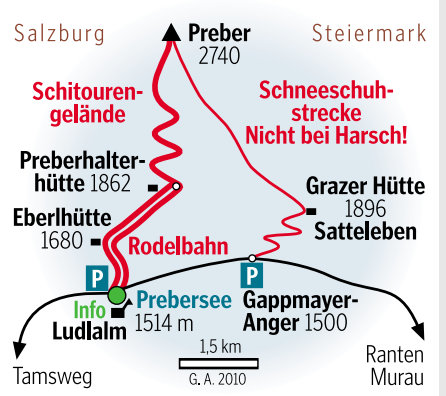 Salzburg
Preber
2740
Steiermark
Schitouren-
gelände
Schneeschuh-
strecke
Nicht bei Harsch!
Preberhalter-
hütte 1862
Grazer Hütte
1896
Satteleben
Eberlhütte
1680
Rodelbahn
P
P
Info
Ludlalm
Prebersee
1514 m
Gappmayer-
Anger 1500
1,5 km
G. A. 2010
Tamsweg
Ranten
Murau